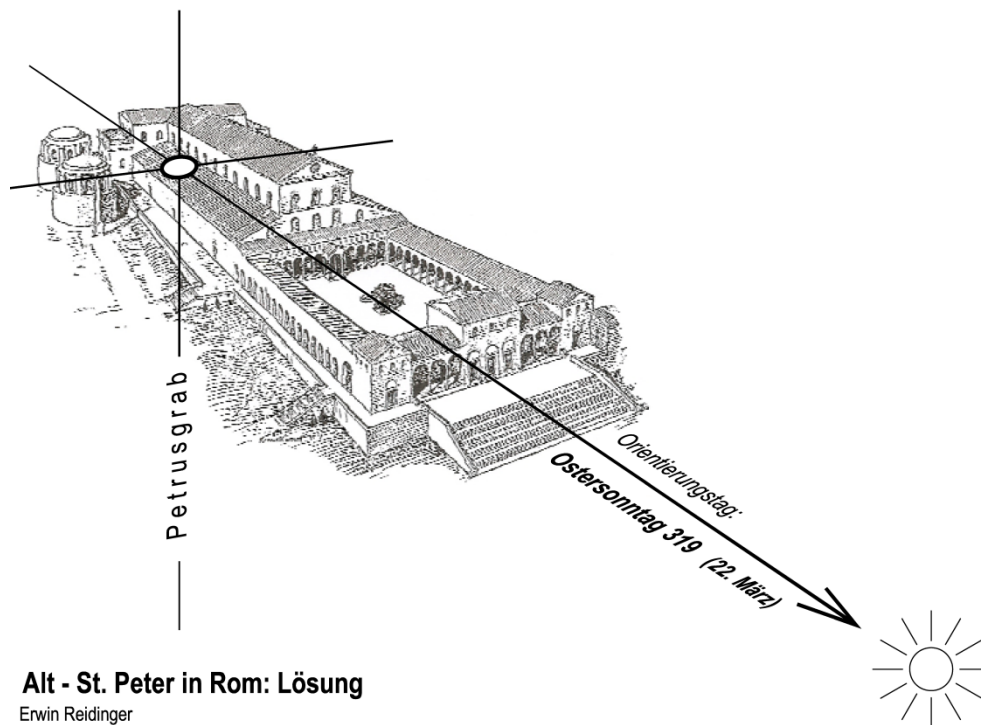 Petrusgrab
Orientierungstag:
Ostersonntag 319 (22. März)
Alt - St. Peter in Rom: Lösung
Erwin Reidinger